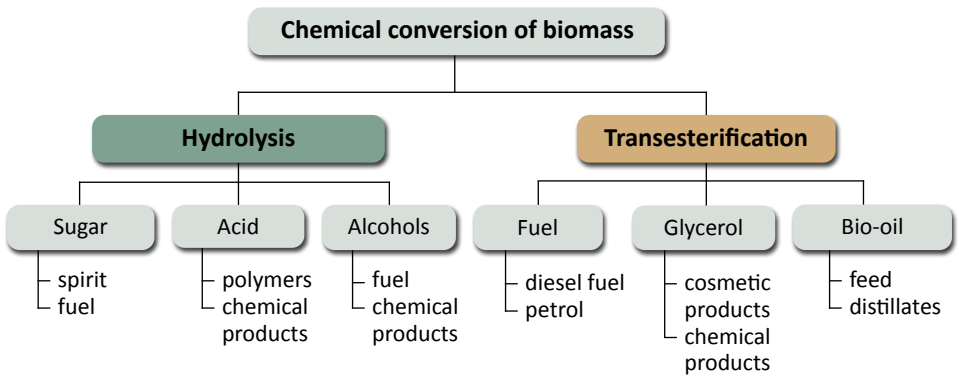 Chemical conversion of biomass
Hydrolysis
Transesterification
Sugar
Acid
Alcohols
Fuel
Glycerol
Bio-oil
spirit
fuel
polymers
chemical
products
fuel
chemical
products
diesel fuel
petrol
cosmetic
products
chemical
products
feed
distillates